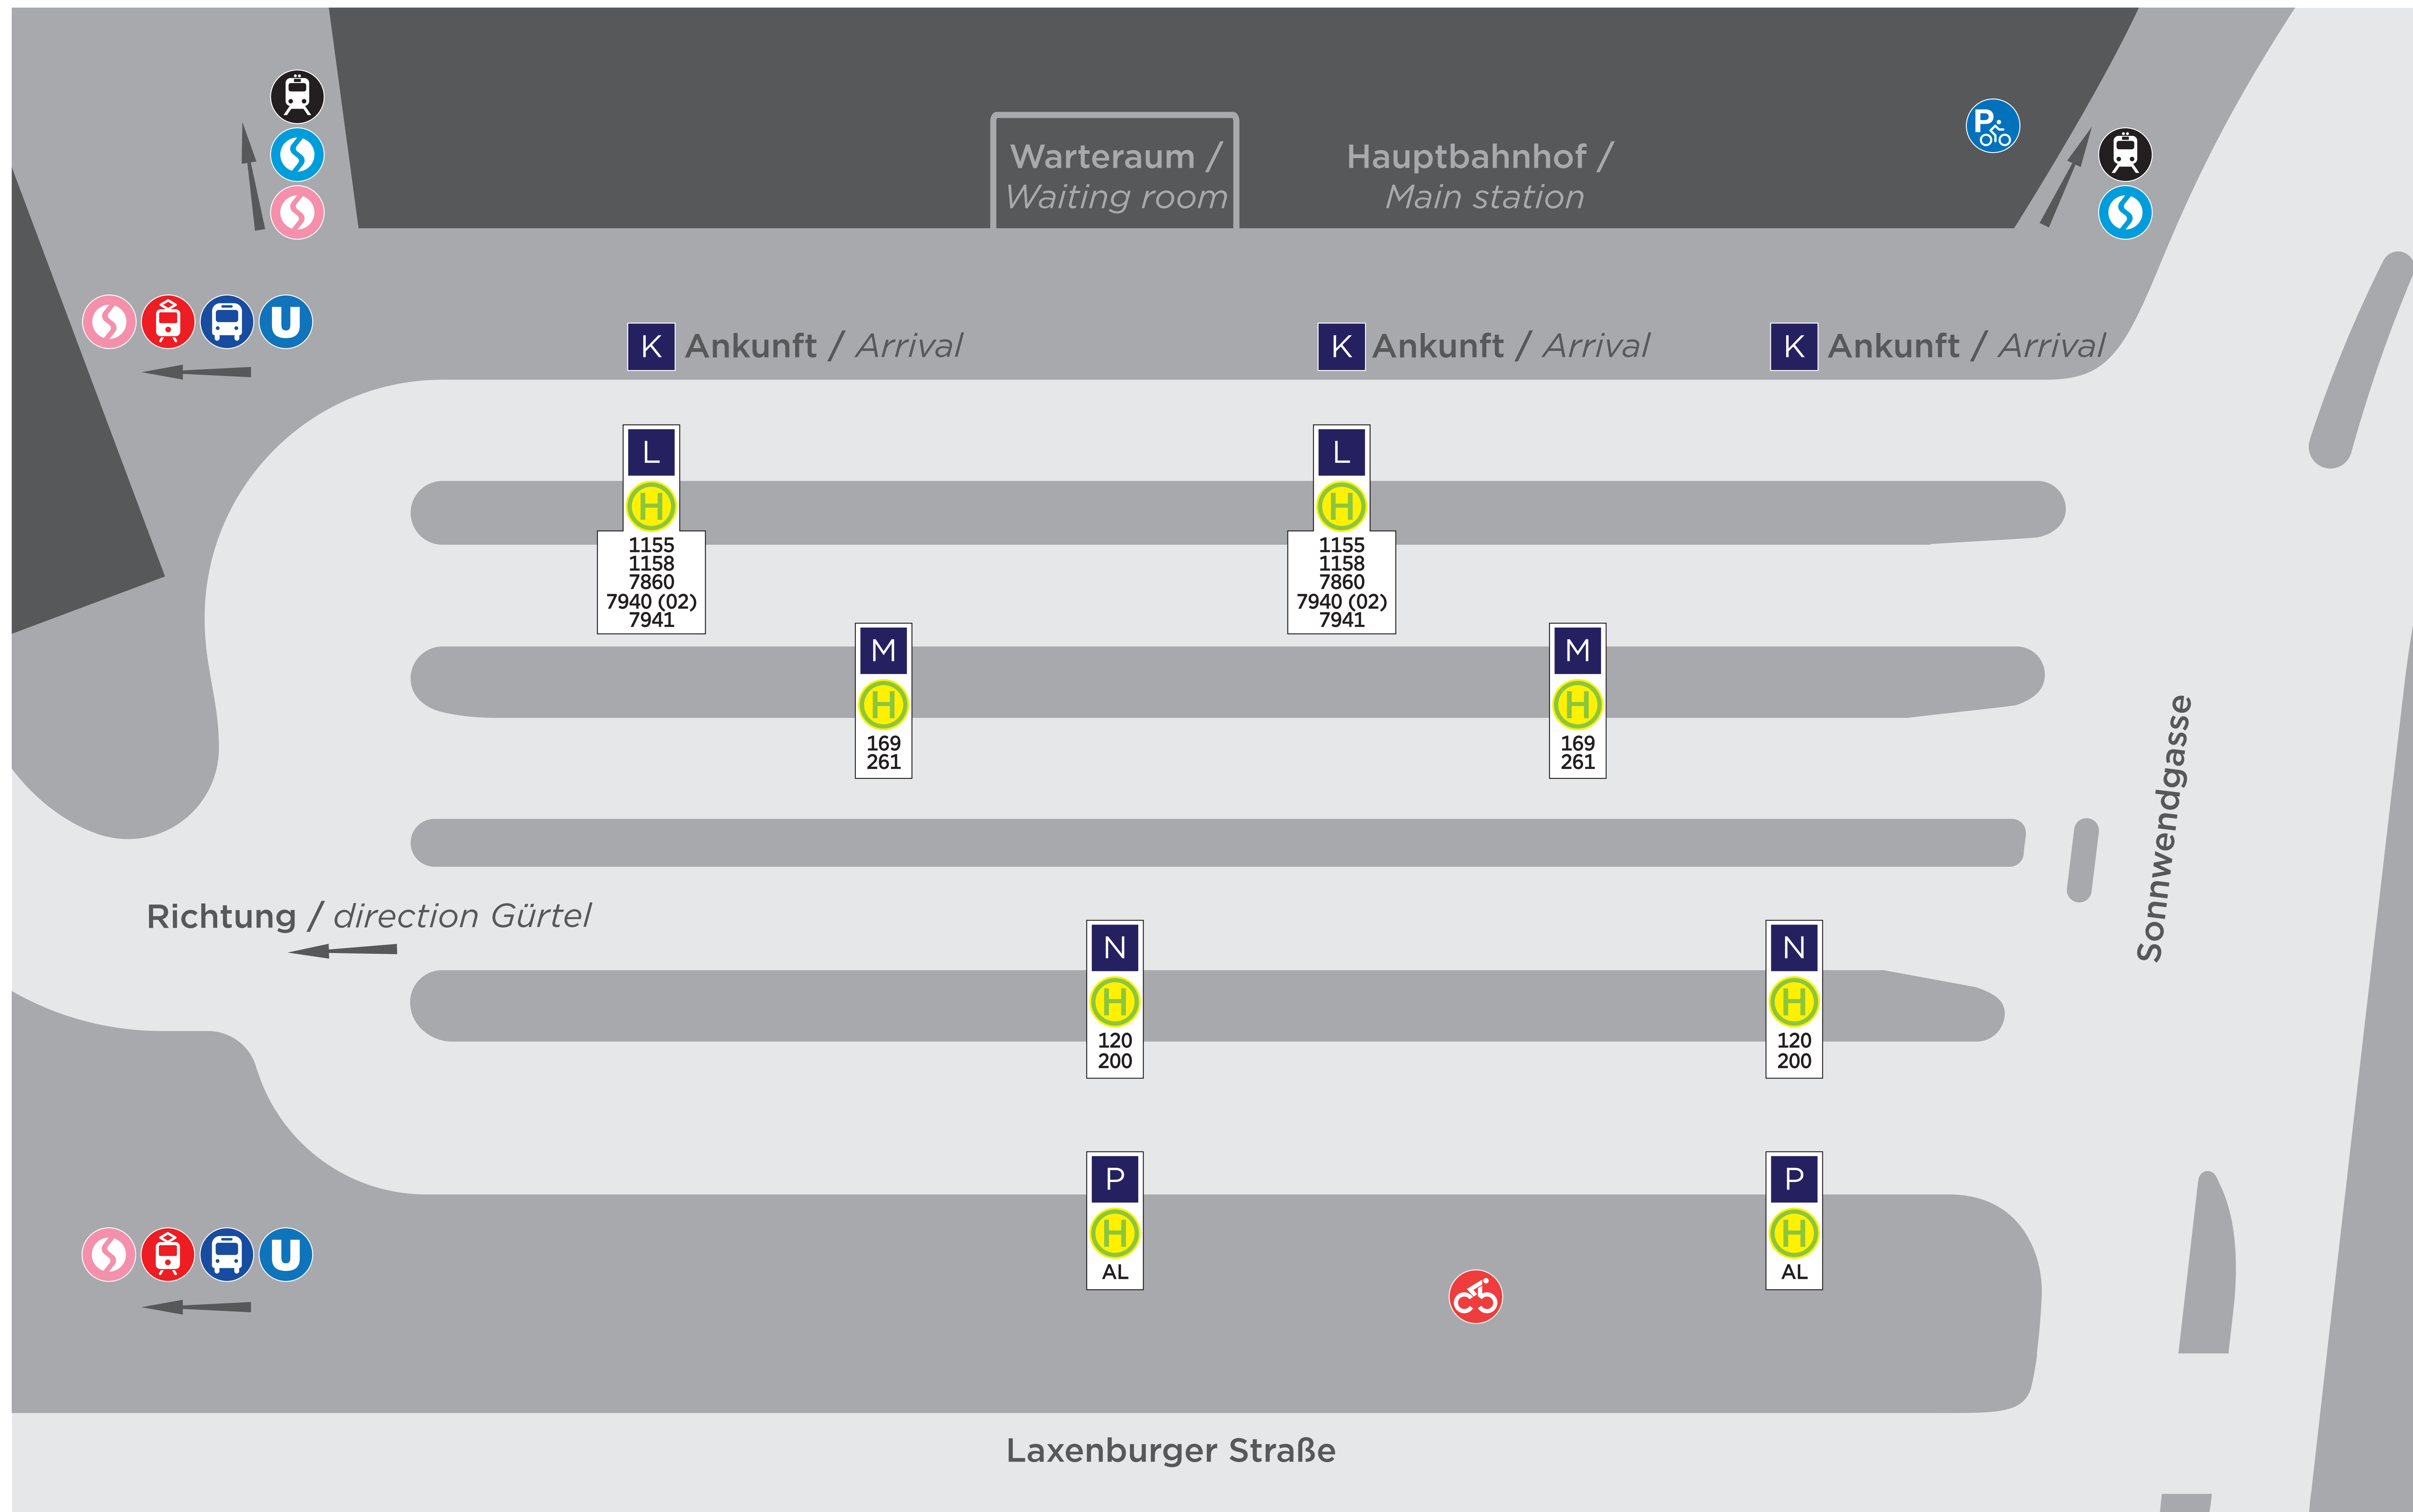 Warteraum /
Waiting room
Hauptbahnhof /
Main station
P
U
K Ankunft / Arrival
K Ankunft / Arrival
K Ankunft / Arrival
L
H
1155
1158
7860
7940 (02)
7941
L
H
1155
1158
7860
7940 (02)
7941
M
H
169
261
M
H
169
261
Sonnwendgasse
Richtung / direction Gürtel
N
H
120
200
N
H
120
200
P
H
AL
P
H
AL
U
Laxenburger Straße